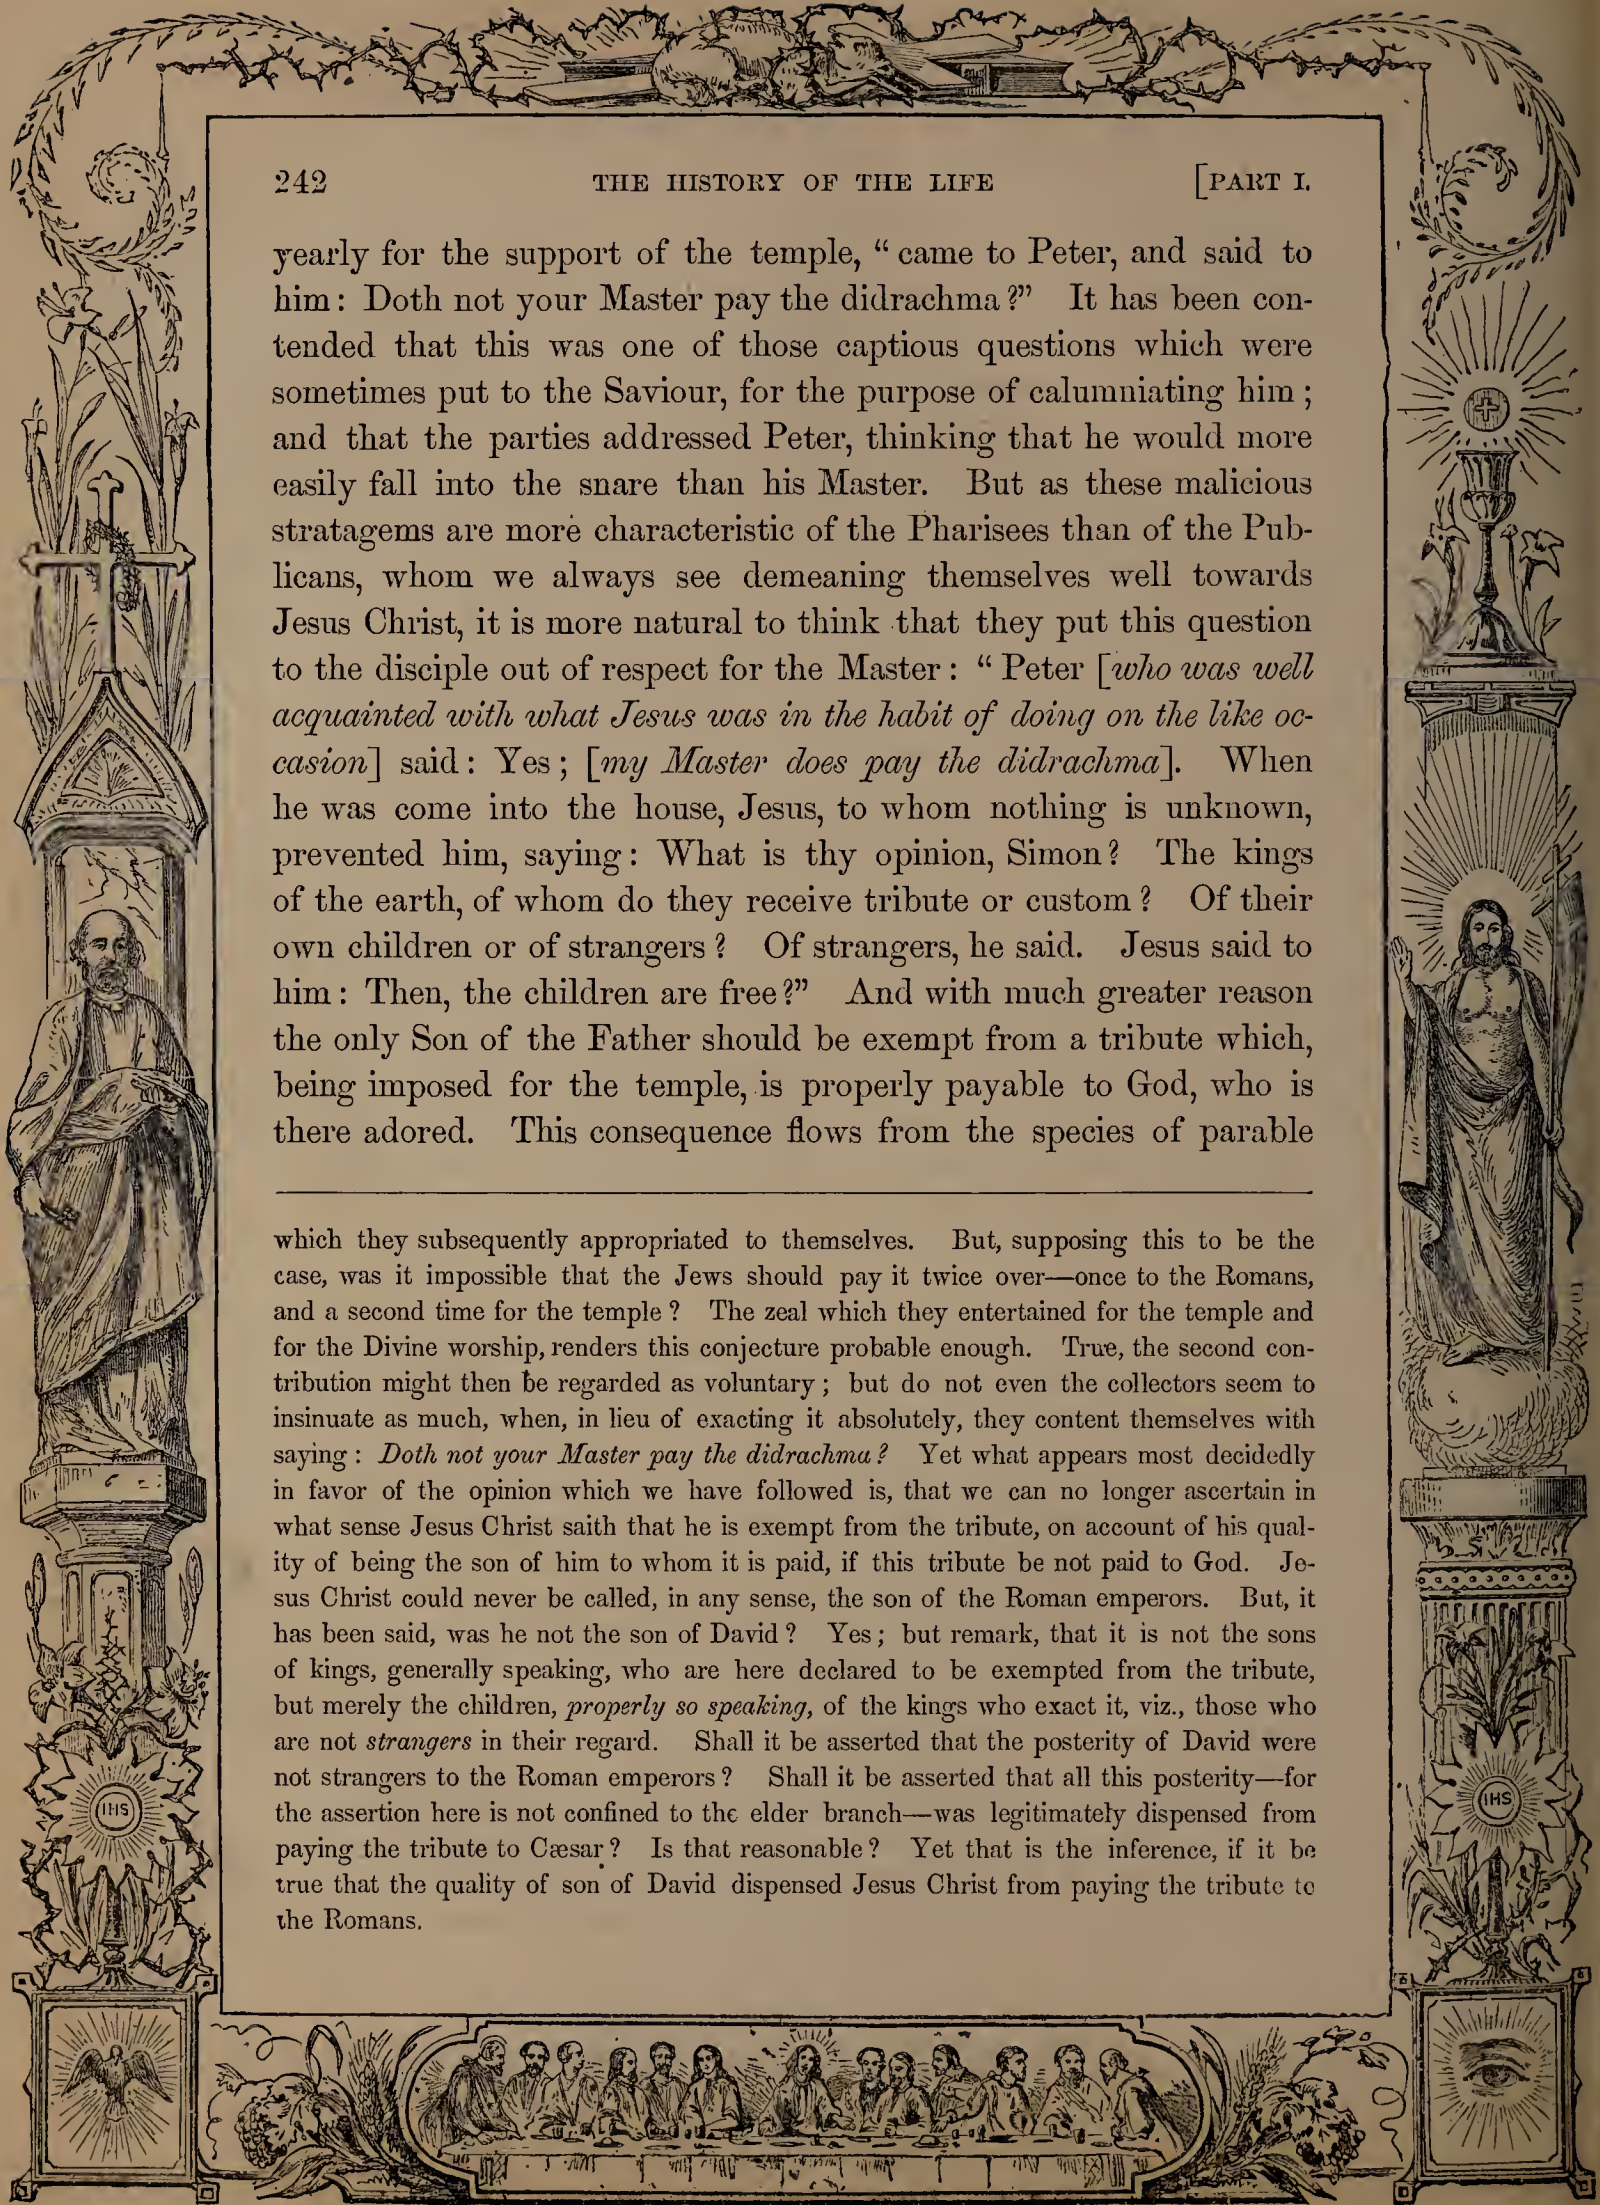 242 THE HISTORY OF THE LIFE [PART I.
yearly for the support of the temple, “ came to Peter, and said to
him : Doth not your Master pay the didrachma ?” It has been con-
tended that this was one of those captious questions which were
sometimes put to the Saviour, for the purpose of calumniating him ;
and that the parties addressed Peter, thinking that he would more
easily fall into the snare than his Master. But as these malicious
stratagems are more characteristic of the Pharisees than of the Pub-
licans, whom we always see demeaning themselves well towards
Jesus Christ, it is more natural to think that they put this question
to the disciple out of respect for the Master : “ Peter [who was well
acquainted with what Jesus was in the habit of doing on the like oc-
casion] said : Yes ; [my Master does pay the didrachma]. When
he was come into the house, Jesus, to whom nothing is unknown,
prevented him, saying : What is thy opinion, Simon ? The kings
of the earth, of whom do they receive tribute or custom ? Of their
own children or of strangers ? Of strangers, he said. Jesus said to
him : Then, the children are free ?” And with much greater reason
the only Son of the Father should be exempt from a tribute which,
being imposed for the temple, is properly payable to God, who is
there adored. This consequence flows from the species of parable
which they subsequently appropriated to themselves. But, supposing this to be the
case, was it impossible that the Jews should pay it twice over—once to the Romans,
and a second time for the temple ? The zeal which they entertained for the temple and
for the Divine worship, renders this conjecture probable enough. True, the second con-
tribution might then be regarded as voluntary ; but do not even the collectors seem to
insinuate as much, when, in lieu of exacting it absolutely, they content themselves with
saying : Doth not your Master pay the didrachma ? Yet what appears most decidedly
in favor of the opinion which we have followed is, that we can no longer ascertain in
what sense Jesus Christ saith that he is exempt from the tribute, on account of his qual-
ity of being the son of him to whom it is paid, if this tribute be not paid to God. Je-
sus Christ could never be called, in any sense, the son of the Roman emperors. But, it
has been said, was he not the son of David ? Yes ; but remark, that it is not the sons
of kings, generally speaking, who are here declared to be exempted from the tribute,
but merely the children, properly so speaking, of the kings who exact it, viz., those who
are not strangers in their regard. Shall it be asserted that the posterity of David were
not strangers to the Roman emperors ? Shall it be asserted that all this posterity—for
the assertion here is not confined to the elder branch—was legitimately dispensed from
paying the tribute to Cæsar ? Is that reasonable ? Yet that is the inference, if it be
true that the quality of son of David dispensed Jesus Christ from paying the tribute to
the Romans.
IHS
IHS